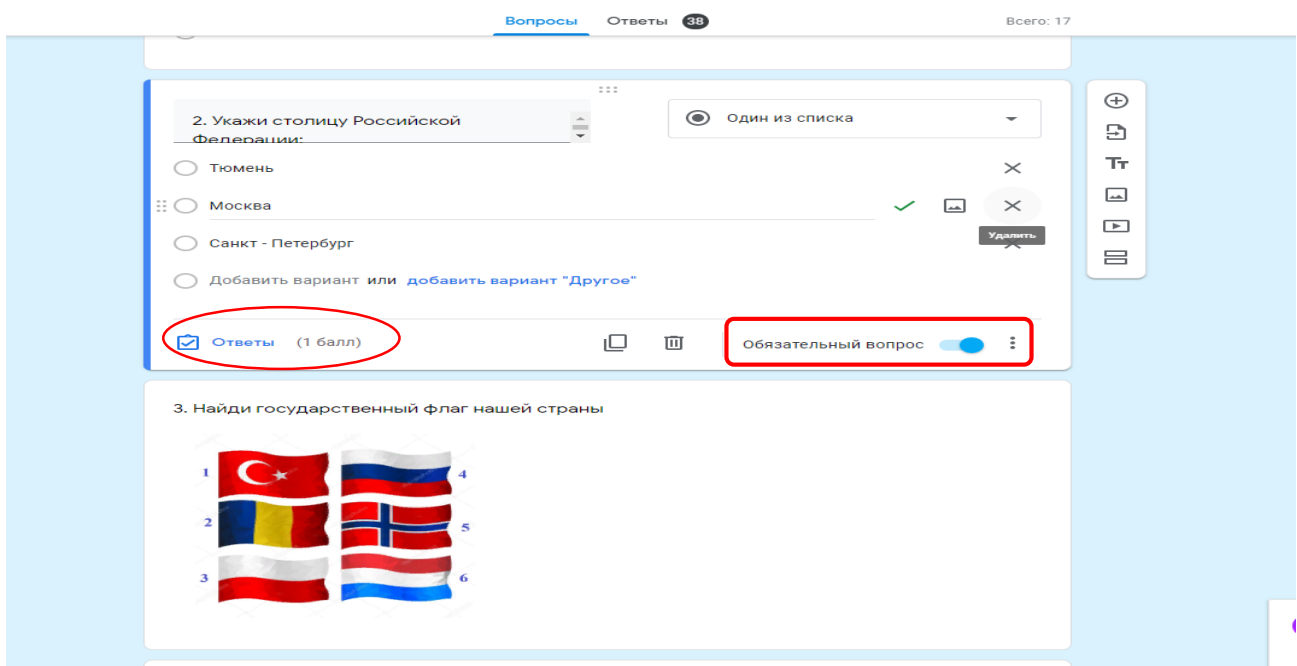 Вопросы Ответы 38 Всего: 17
2. Укажи столицу Российской
Федерации:
Один из списка
Тюмень
Москва
Удалить
Санкт - Петербург
Добавить вариант или добавить вариант "Другое"
Ответы (1 балл) Обязательный вопрос
3. Найди государственный флаг нашей страны
1 4
2 5
3 6